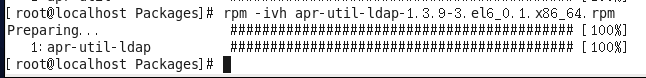 [root@localhost Packages]# rpm -ivh apr-util-ldap-1.3.9-3.el6_0.1.x86_64.rpm
Preparing... ########################################### [100%]
1:apr-util-ldap ########################################### [100%]
[root@localhost Packages]#